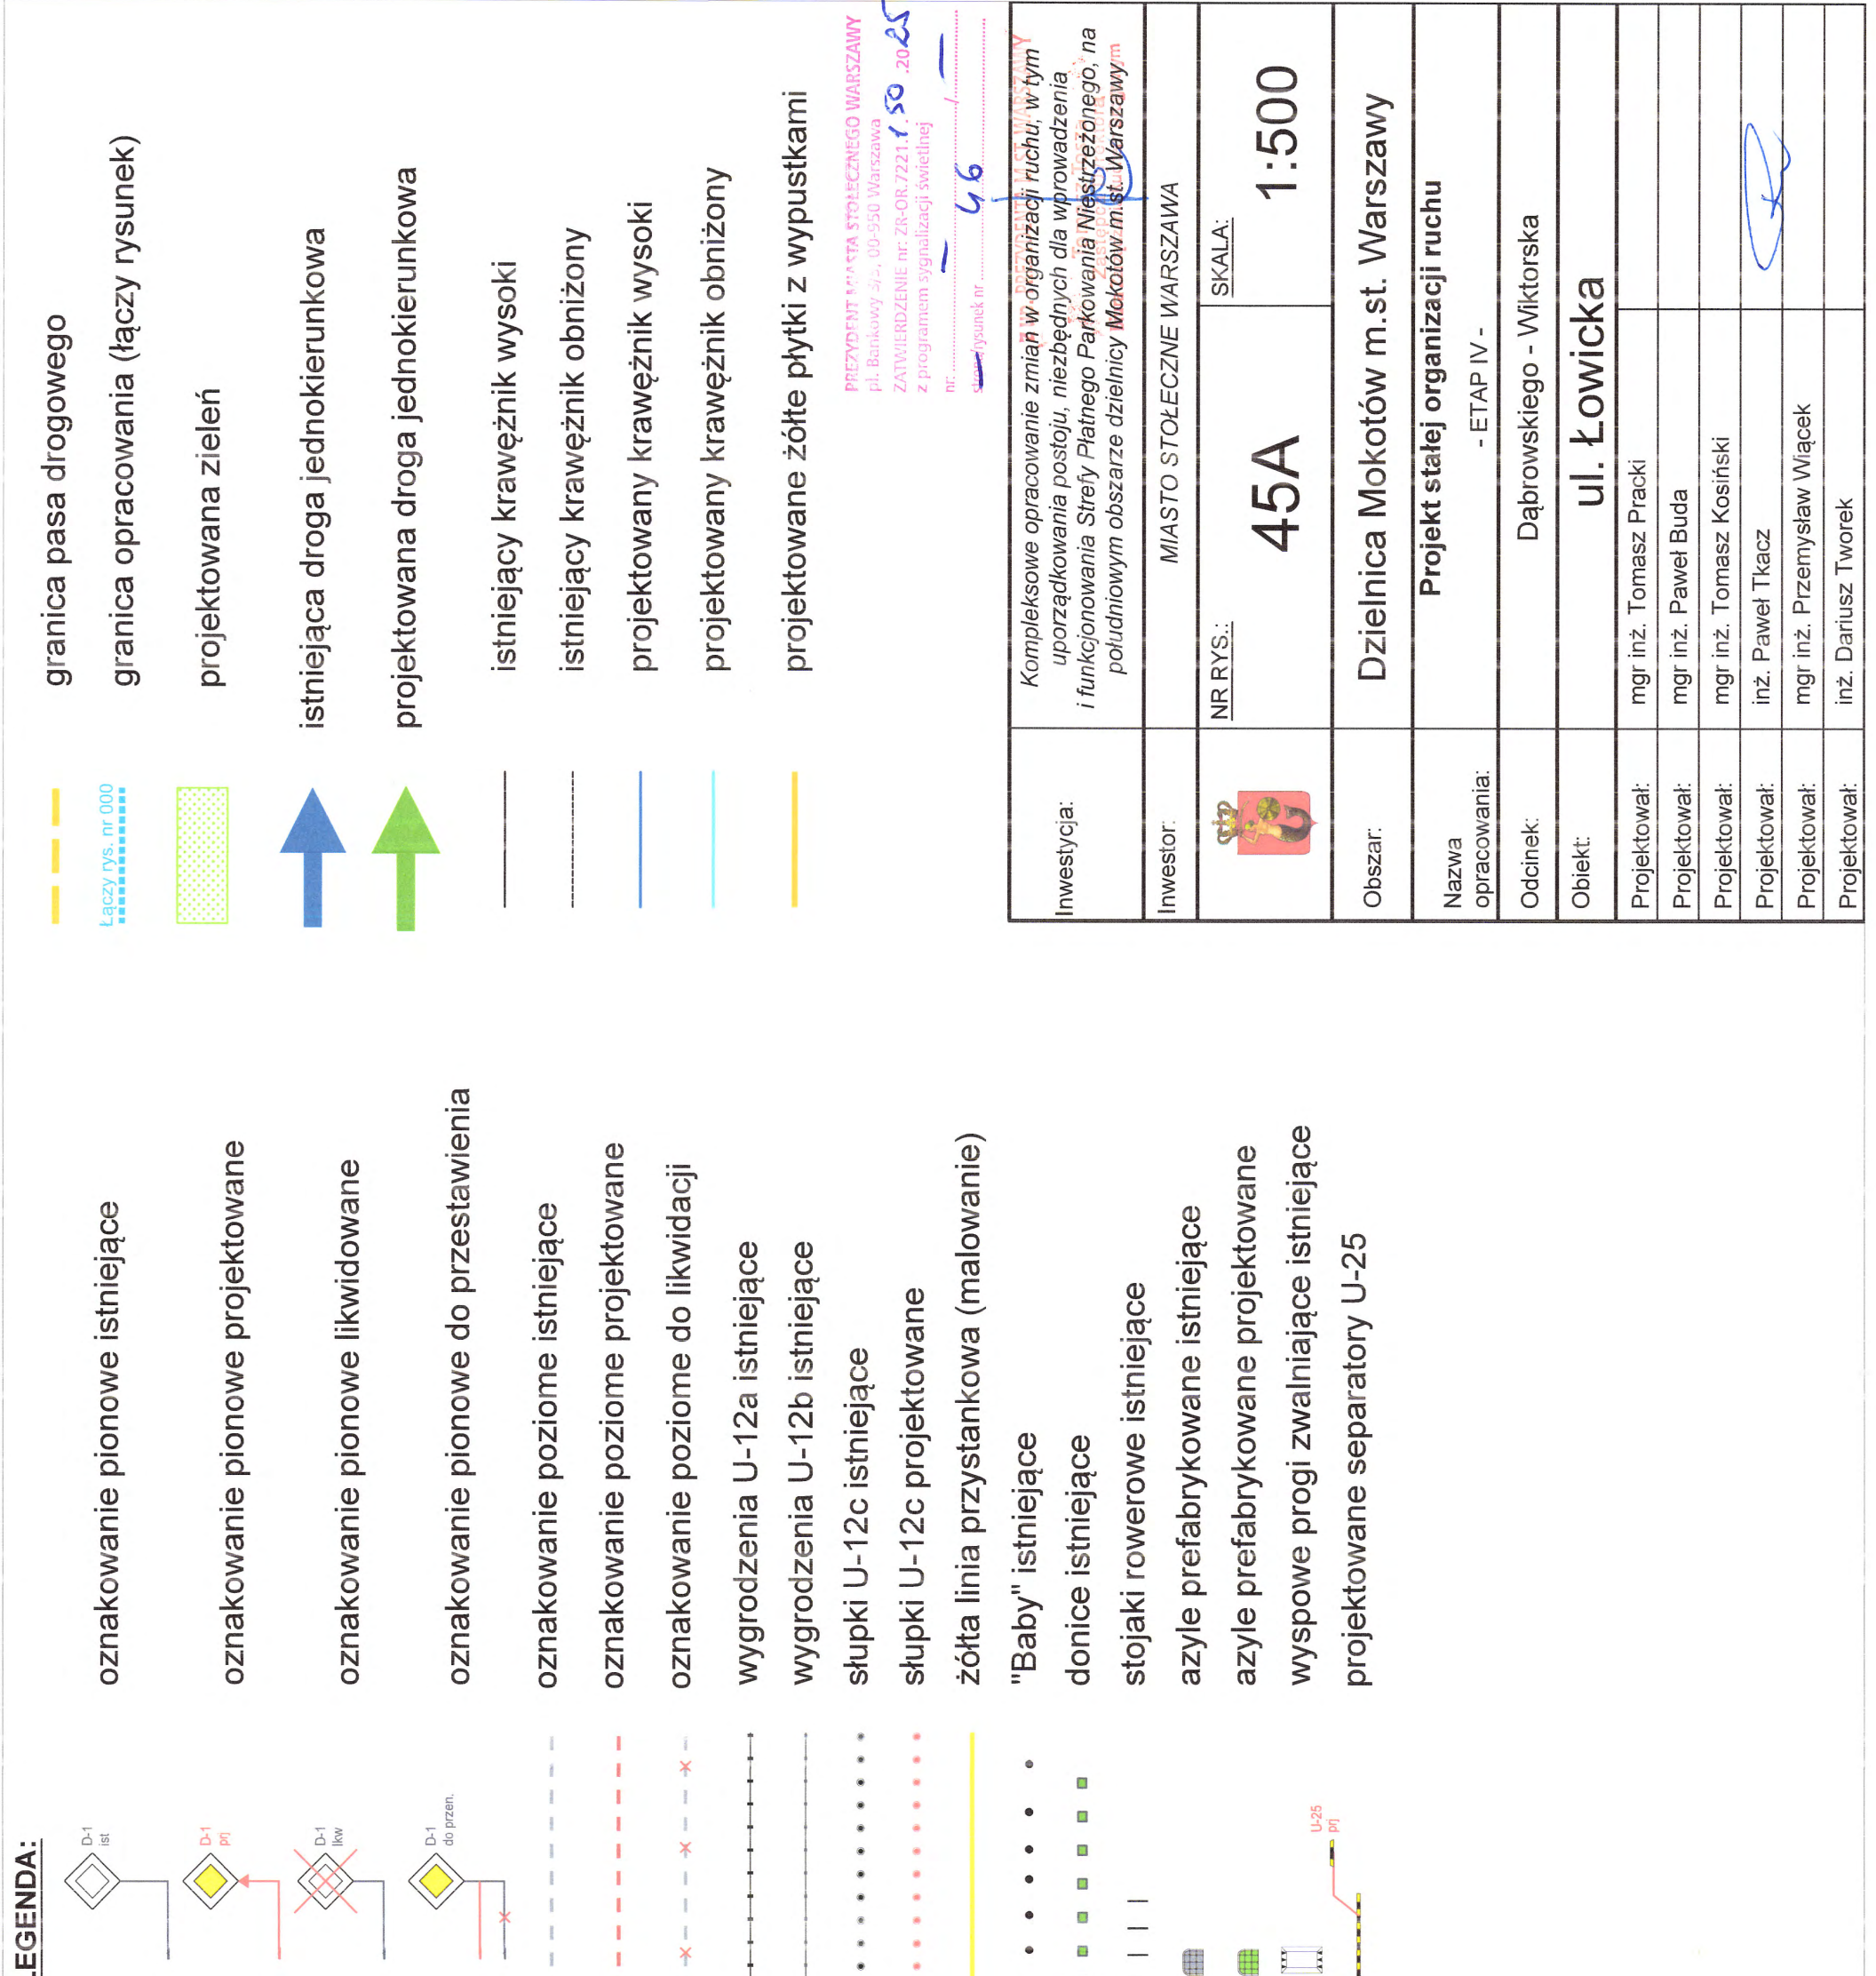 LEGENDA:
D-1
ist
oznakowanie pionowe istniejące
D-1
prj
oznakowanie pionowe projektowane
D-1
lkw
oznakowanie pionowe likwidowane
D-1
do przen.
oznakowanie pionowe do przestawienia
oznakowanie poziome istniejące
oznakowanie poziome projektowane
oznakowanie poziome do likwidacji
wygrodzenia U-12a istniejące
wygrodzenia U-12b istniejące
słupki U-12c istniejące
słupki U-12c projektowane
żółta linia przystankowa (malowanie)
"Baby" istniejące
donice istniejące
stojaki rowerowe istniejące
azyle prefabrykowane istniejące
azyle prefabrykowane projektowane
wyspowe progi zwalniające istniejące
U-25
prj
projektowane separatory U-25
granica pasa drogowego
Łączy rys. nr 000
granica opracowania (łączy rysunek)
projektowana zieleń
istniejąca droga jednokierunkowa
projektowana droga jednokierunkowa
istniejący krawężnik wysoki
istniejący krawężnik obniżony
projektowany krawężnik wysoki
projektowany krawężnik obniżony
projektowane żółte płytki z wypustkami
PREZYDENT MIASTA STOŁECZNEGO WARSZAWY
pl. Bankowy 3/5, 00-950 Warszawa
ZATWIERDZENIE nr: ZR-OR.7221.150.2025
z programem sygnalizacji świetlnej
nr: — / —
strona/rysunek nr 46
Inwestycja:
Kompleksowe opracowanie zmian w organizacji ruchu, w tym
uporządkowania postoju, niezbędnych dla wprowadzenia
i funkcjonowania Strefy Płatnego Parkowania Niestrzeżonego, na
południowym obszarze dzielnicy Mokotów m.st. Warszawy
Inwestor:
MIASTO STOŁECZNE WARSZAWA
NR RYS.:
45A
SKALA:
1:500
Obszar:
Dzielnica Mokotów m.st. Warszawy
Nazwa
opracowania:
Projekt stałej organizacji ruchu
- ETAP IV -
Odcinek:
Dąbrowskiego - Wiktorska
Obiekt:
ul. Łowicka
Projektował: mgr inż. Tomasz Pracki
Projektował: mgr inż. Paweł Buda
Projektował: mgr inż. Tomasz Kosiński
Projektował: inż. Paweł Tkacz
Projektował: mgr inż. Przemysław Wiącek
Projektował: inż. Dariusz Tworek